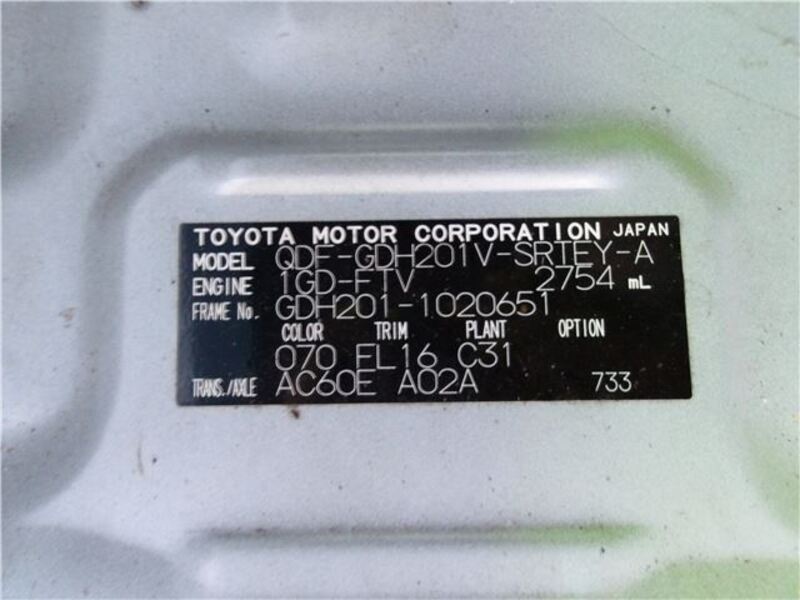 TOYOTA MOTOR CORPORATION JAPAN
MODEL QDF-GDH201V-SRTEY-A
ENGINE 1GD-FTV 2754 mL
FRAME No. GDH201-1020651
COLOR TRIM PLANT OPTION
070 FL16 C31
TRANS./AXLE AC60E A02A 733